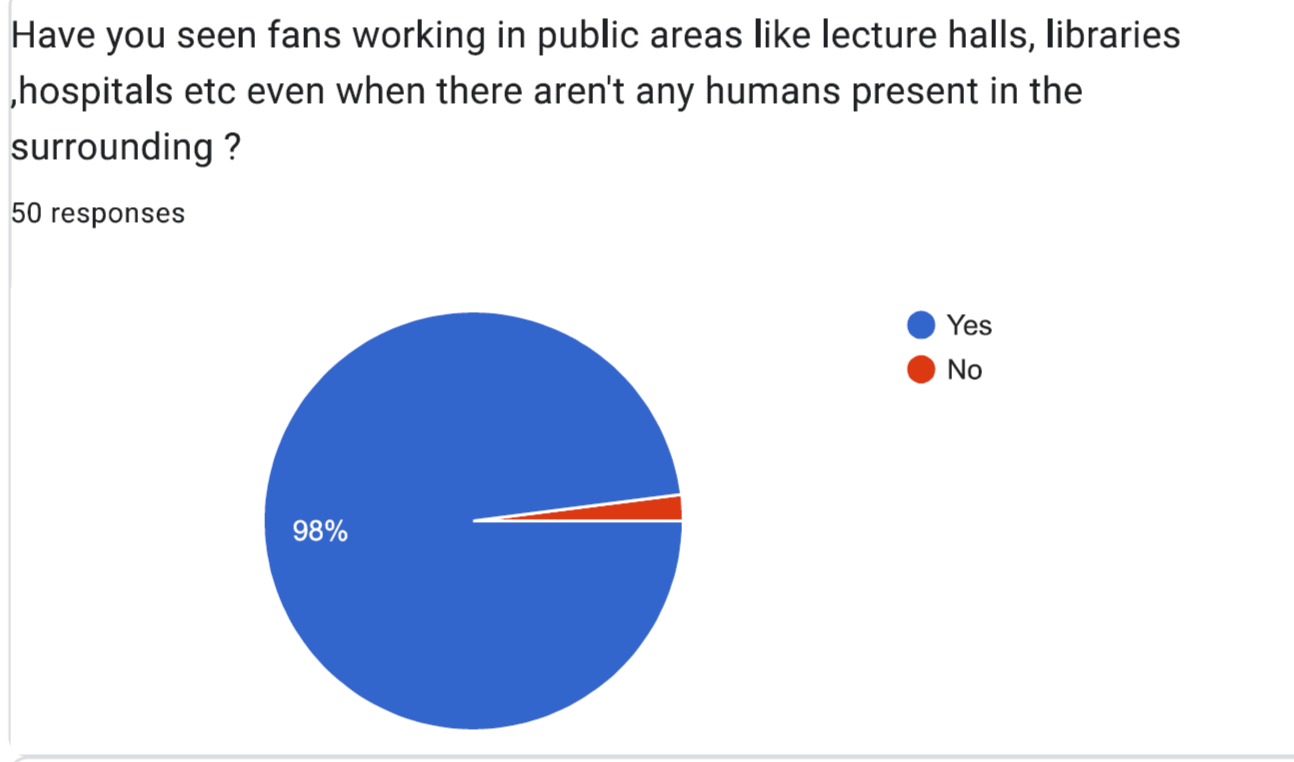 Have you seen fans working in public areas like lecture halls, libraries
,hospitals etc even when there aren't any humans present in the
surrounding ?
50 responses
Yes
No
98%